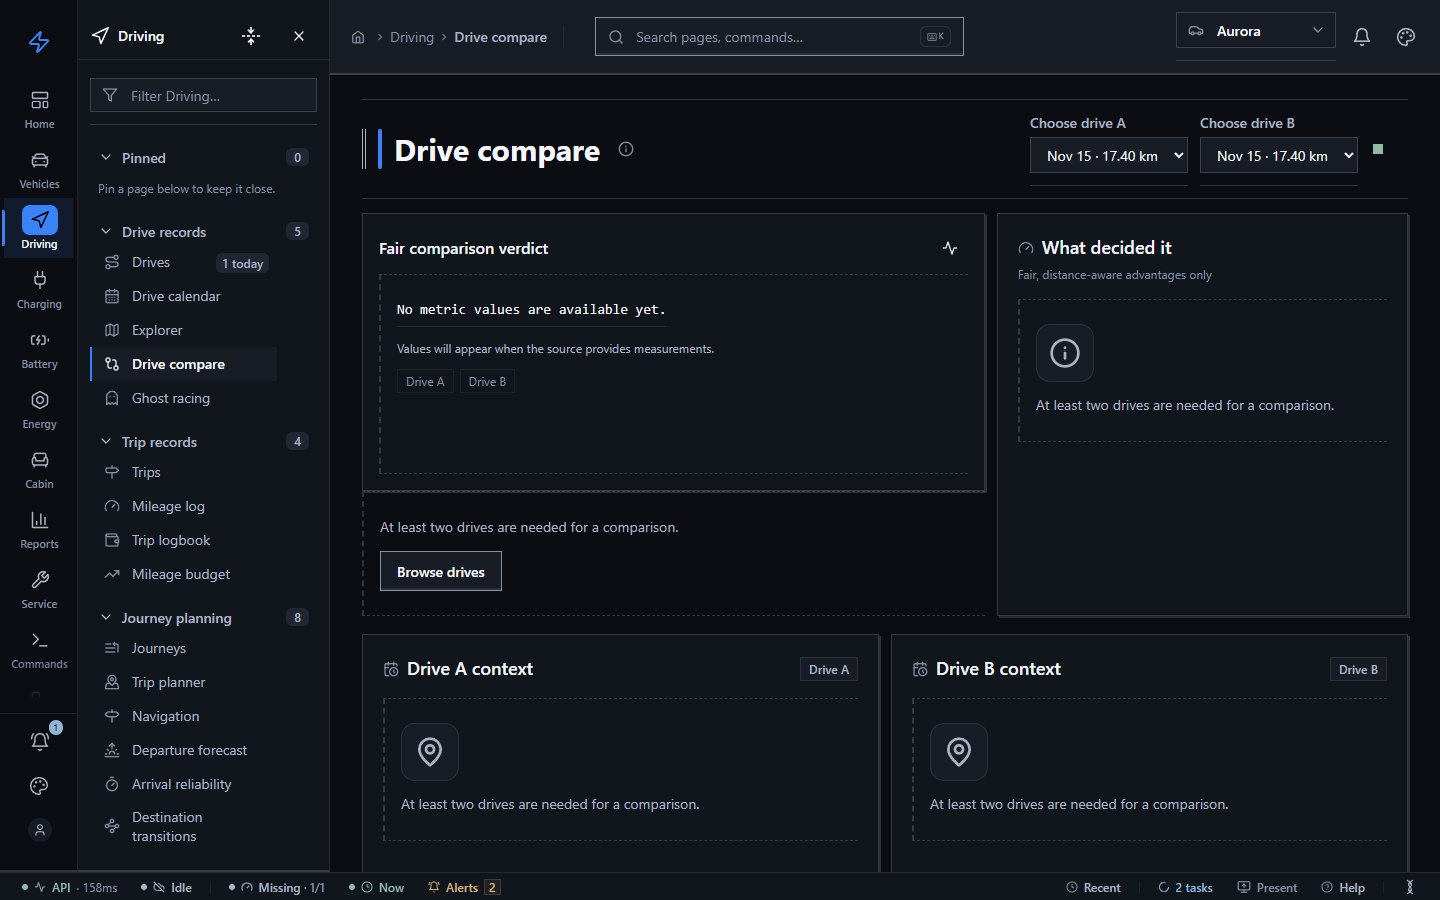 Home
Vehicles
Driving
Charging
Battery
Energy
Cabin
Reports
Service
Commands
1
Driving
Filter Driving...
Pinned 0
Pin a page below to keep it close.
Drive records 5
Drives 1 today
Drive calendar
Explorer
Drive compare
Ghost racing
Trip records 4
Trips
Mileage log
Trip logbook
Mileage budget
Journey planning 8
Journeys
Trip planner
Navigation
Departure forecast
Arrival reliability
Destination
transitions
Driving Drive compare
Search pages, commands... K
Aurora
Drive compare
Choose drive A
Nov 15 · 17.40 km
Choose drive B
Nov 15 · 17.40 km
Fair comparison verdict
No metric values are available yet.
Values will appear when the source provides measurements.
Drive A Drive B
At least two drives are needed for a comparison.
Browse drives
What decided it
Fair, distance-aware advantages only
At least two drives are needed for a comparison.
Drive A context Drive A
At least two drives are needed for a comparison.
Drive B context Drive B
At least two drives are needed for a comparison.
API · 158ms Idle Missing · 1/1 Now Alerts 2 Recent 2 tasks Present Help